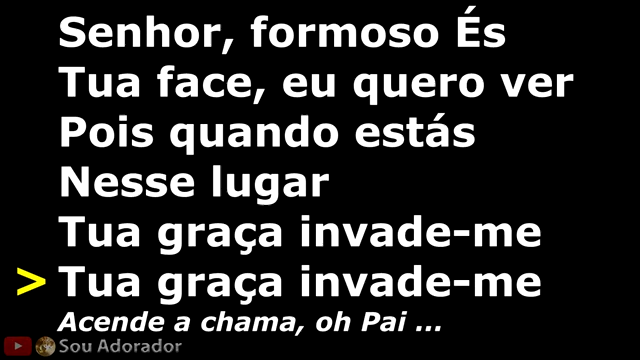 Senhor, formoso És
Tua face, eu quero ver
Pois quando estás
Nesse lugar
Tua graça invade-me
> Tua graça invade-me
Acende a chama, oh Pai ...
Sou Adorador